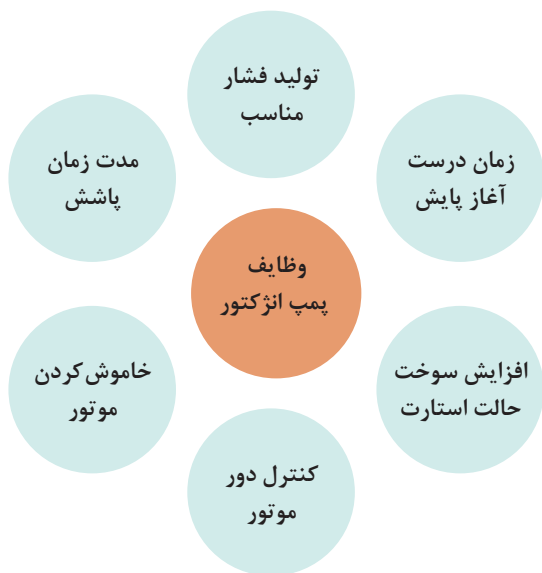 تولید فشار
مناسب
زمان درست
آغاز پایش
مدت زمان
پاشش
وظایف
پمپ انژکتور
افزایش سوخت
حالت استارت
خاموش کردن
موتور
کنترل دور
موتور